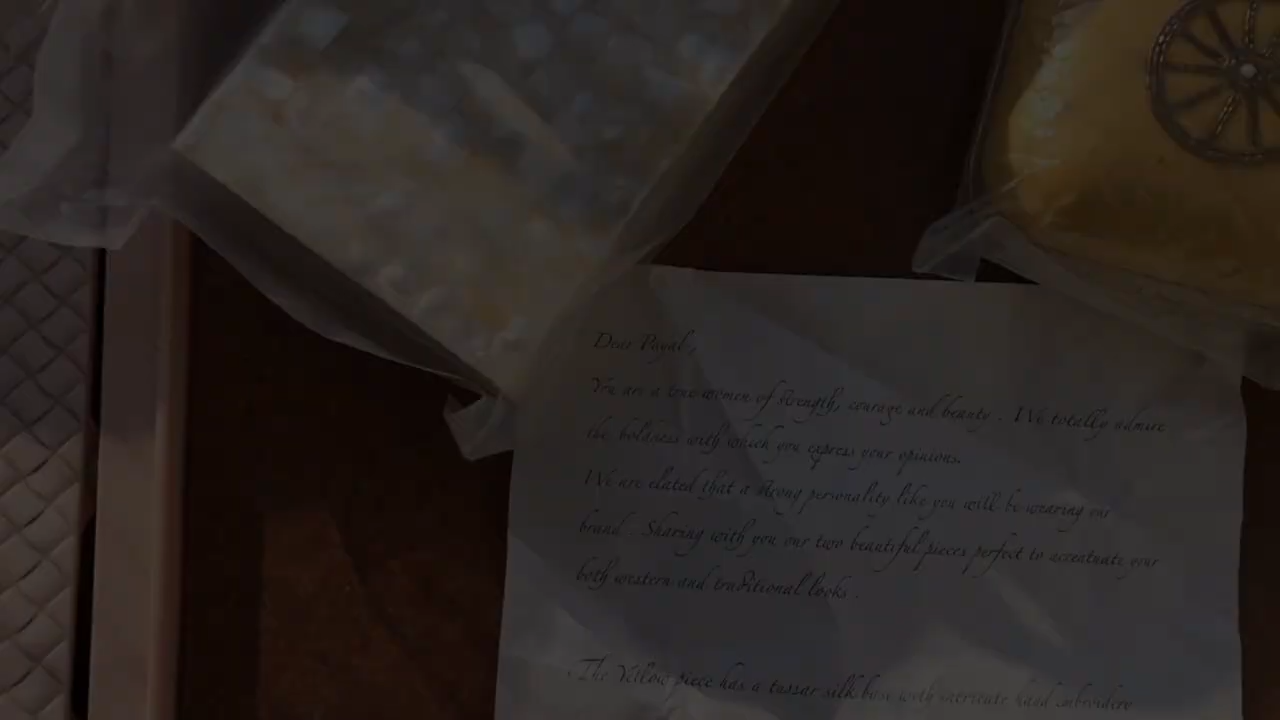 Dear Payal,
You are a true women of strength, courage and beauty . We totally admire
the boldness with which you express your opinions.
We are elated that a strong personality like you will be wearing our
brand . Sharing with you our two beautiful pieces perfect to accentuate your
both western and traditional looks .
. The Yellow piece has a tussar silk base with intricate hand embroidery